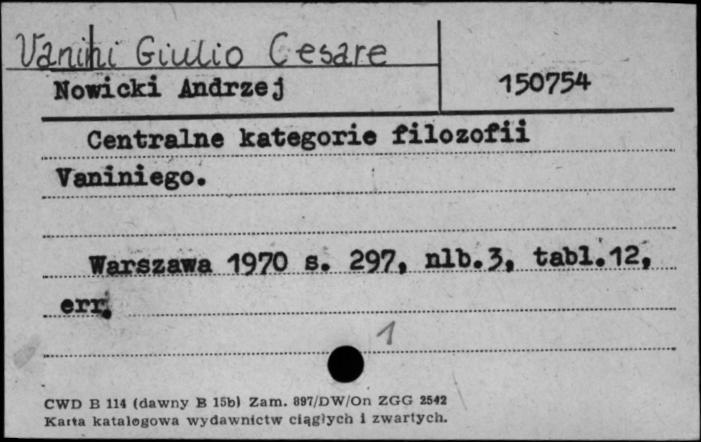 Vanini Giulio Cesare
Nowicki Andrzej 150754
Centralne kategorie filozofii
Vaniniego.
Warszawa 1970 s. 297, nlb.3, tabl.12,
err.
1
CWD B 114 (dawny B 15b) Zam. 897/DW/On ZGG 2542
Karta katalogowa wydawnictw ciągłych i zwartych.